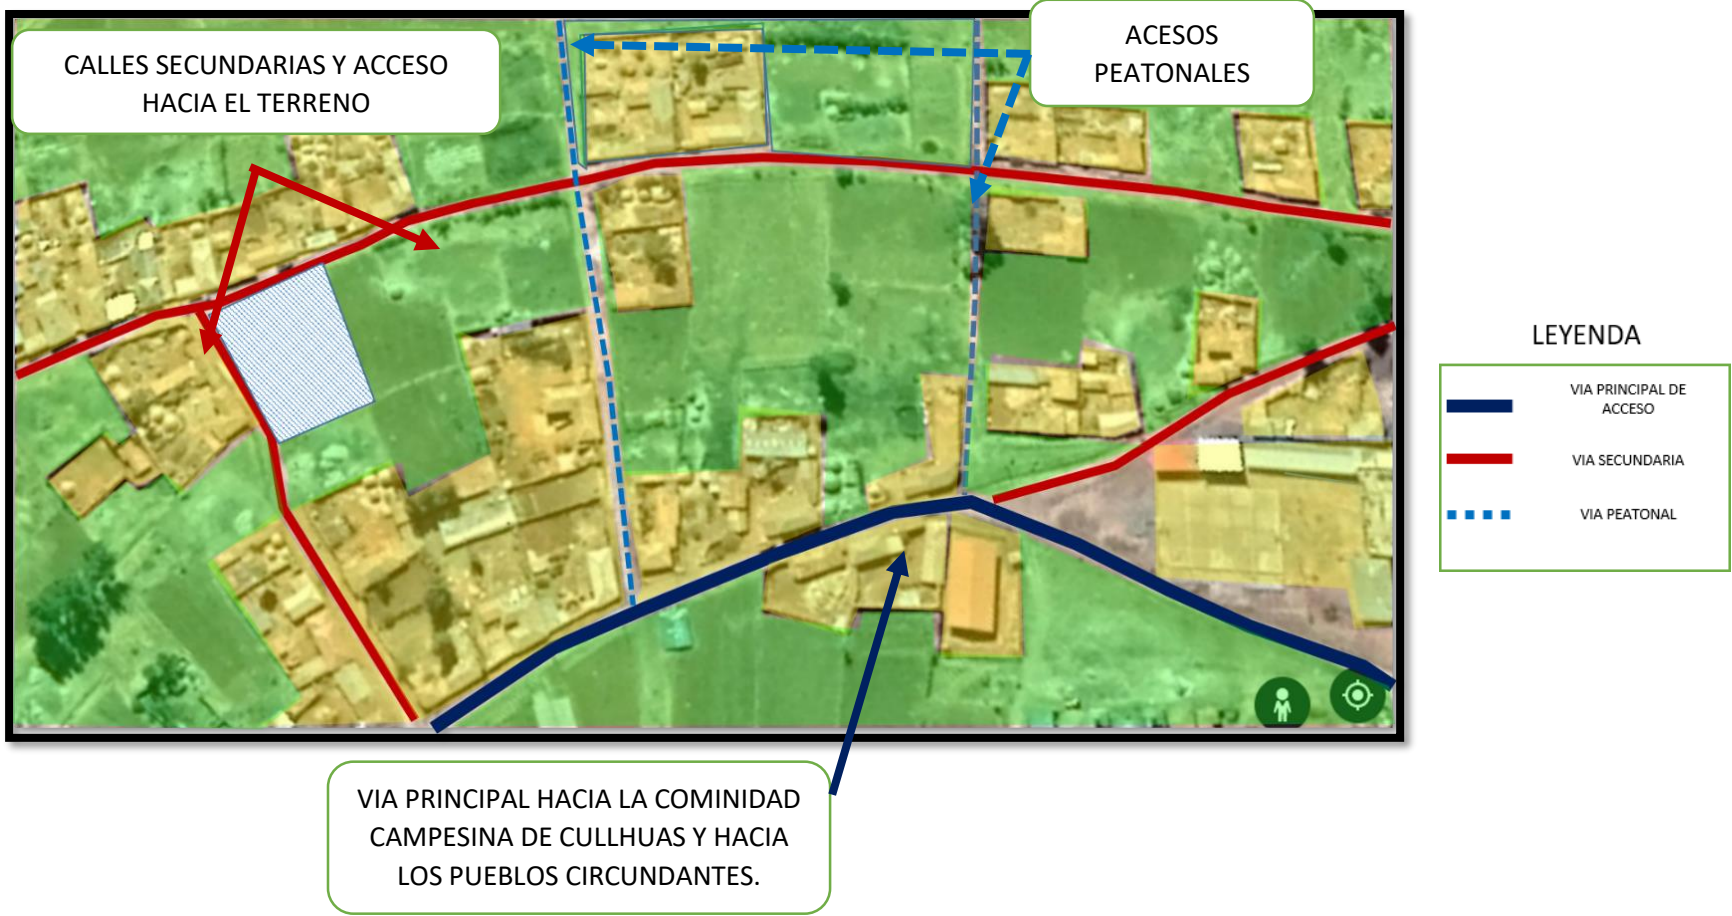 CALLES SECUNDARIAS Y ACCESO
HACIA EL TERRENO
ACESOS
PEATONALES
LEYENDA
VIA PRINCIPAL DE
ACCESO
VIA SECUNDARIA
VIA PEATONAL
VIA PRINCIPAL HACIA LA COMINIDAD
CAMPESINA DE CULLHUAS Y HACIA
LOS PUEBLOS CIRCUNDANTES.